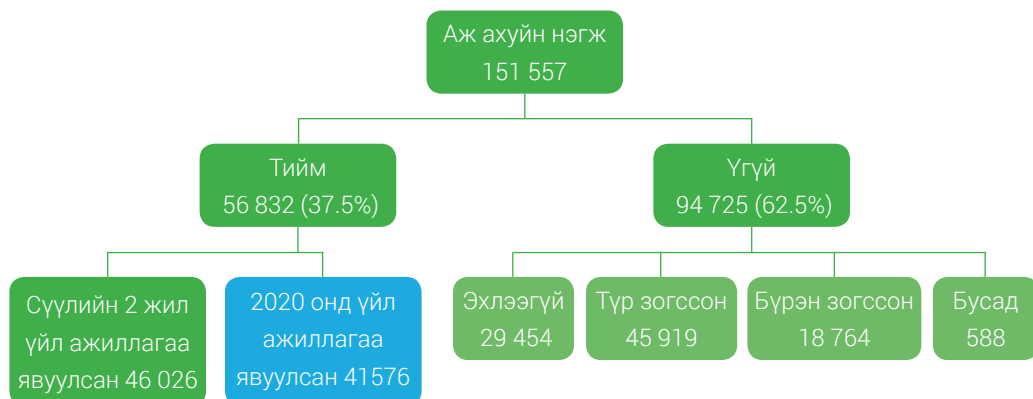 Аж ахуйн нэгж
151 557
Тийм
56 832 (37.5%)
Үгүй
94 725 (62.5%)
Сүүлийн 2 жил
үйл ажиллагаа
явуулсан 46 026
2020 онд үйл
ажиллагаа
явуулсан 41576
Эхлээгүй
29 454
Түр зогссон
45 919
Бүрэн зогссон
18 764
Бусад
588